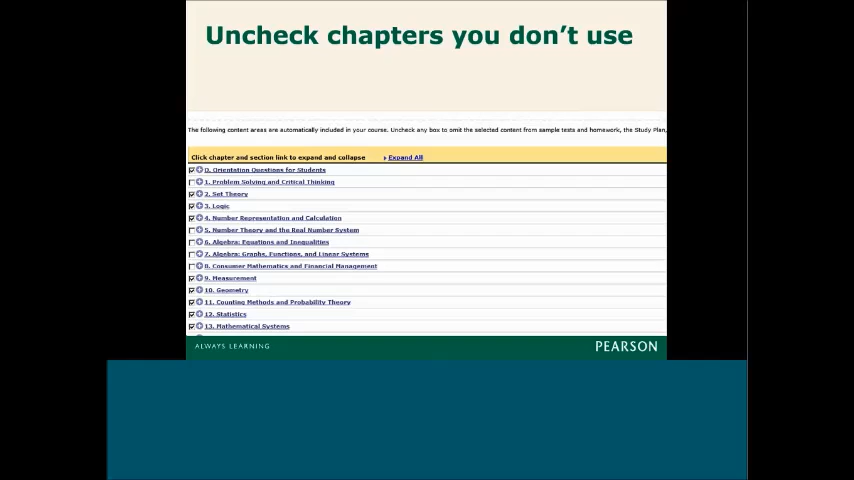 Uncheck chapters you don't use
The following content areas are automatically included in your course. Uncheck any box to omit the selected content from sample tests and homework, the Study Plan,
Click chapter and section link to expand and collapse Expand All
0. Orientation Questions for Students
1. Problem Solving and Critical Thinking
2. Set Theory
3. Logic
4. Number Representation and Calculation
5. Number Theory and the Real Number System
6. Algebra: Equations and Inequalities
7. Algebra: Graphs, Functions, and Linear Systems
8. Consumer Mathematics and Financial Management
9. Measurement
10. Geometry
11. Counting Methods and Probability Theory
12. Statistics
13. Mathematical Systems
ALWAYS LEARNING PEARSON